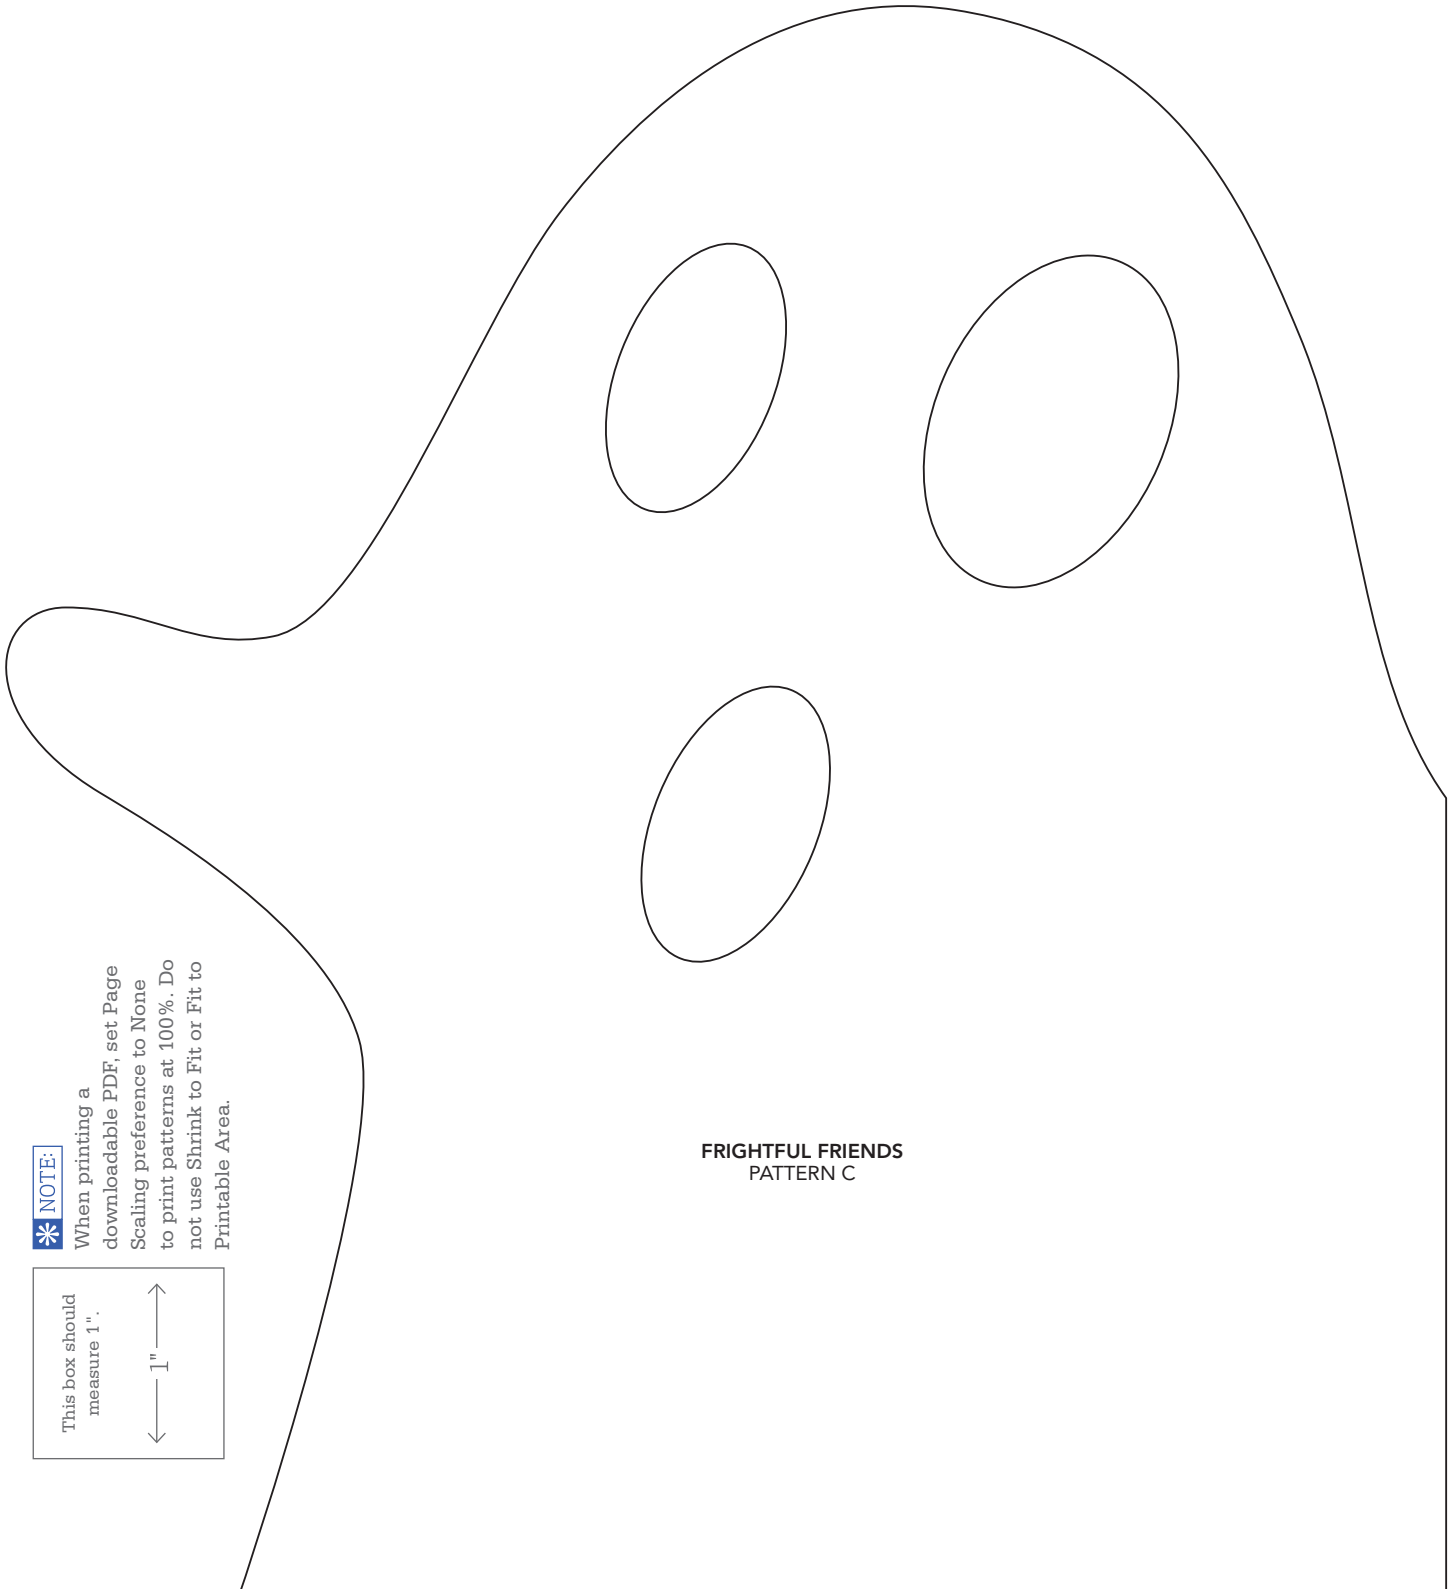 FRIGHTFUL FRIENDS
PATTERN C
NOTE:
When printing a
downloadable PDF, set Page
Scaling preference to None
to print patterns at 100%. Do
not use Shrink to Fit or Fit to
Printable Area.
This box should
measure 1".
1"